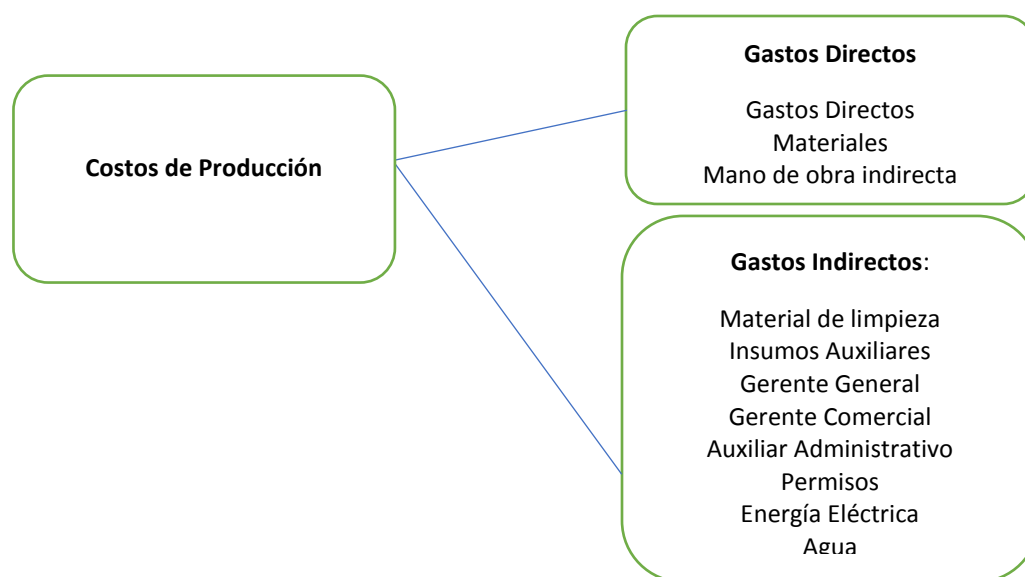 Costos de Producción
Gastos Directos
Gastos Directos
Materiales
Mano de obra indirecta
Gastos Indirectos:
Material de limpieza
Insumos Auxiliares
Gerente General
Gerente Comercial
Auxiliar Administrativo
Permisos
Energía Eléctrica
Agua